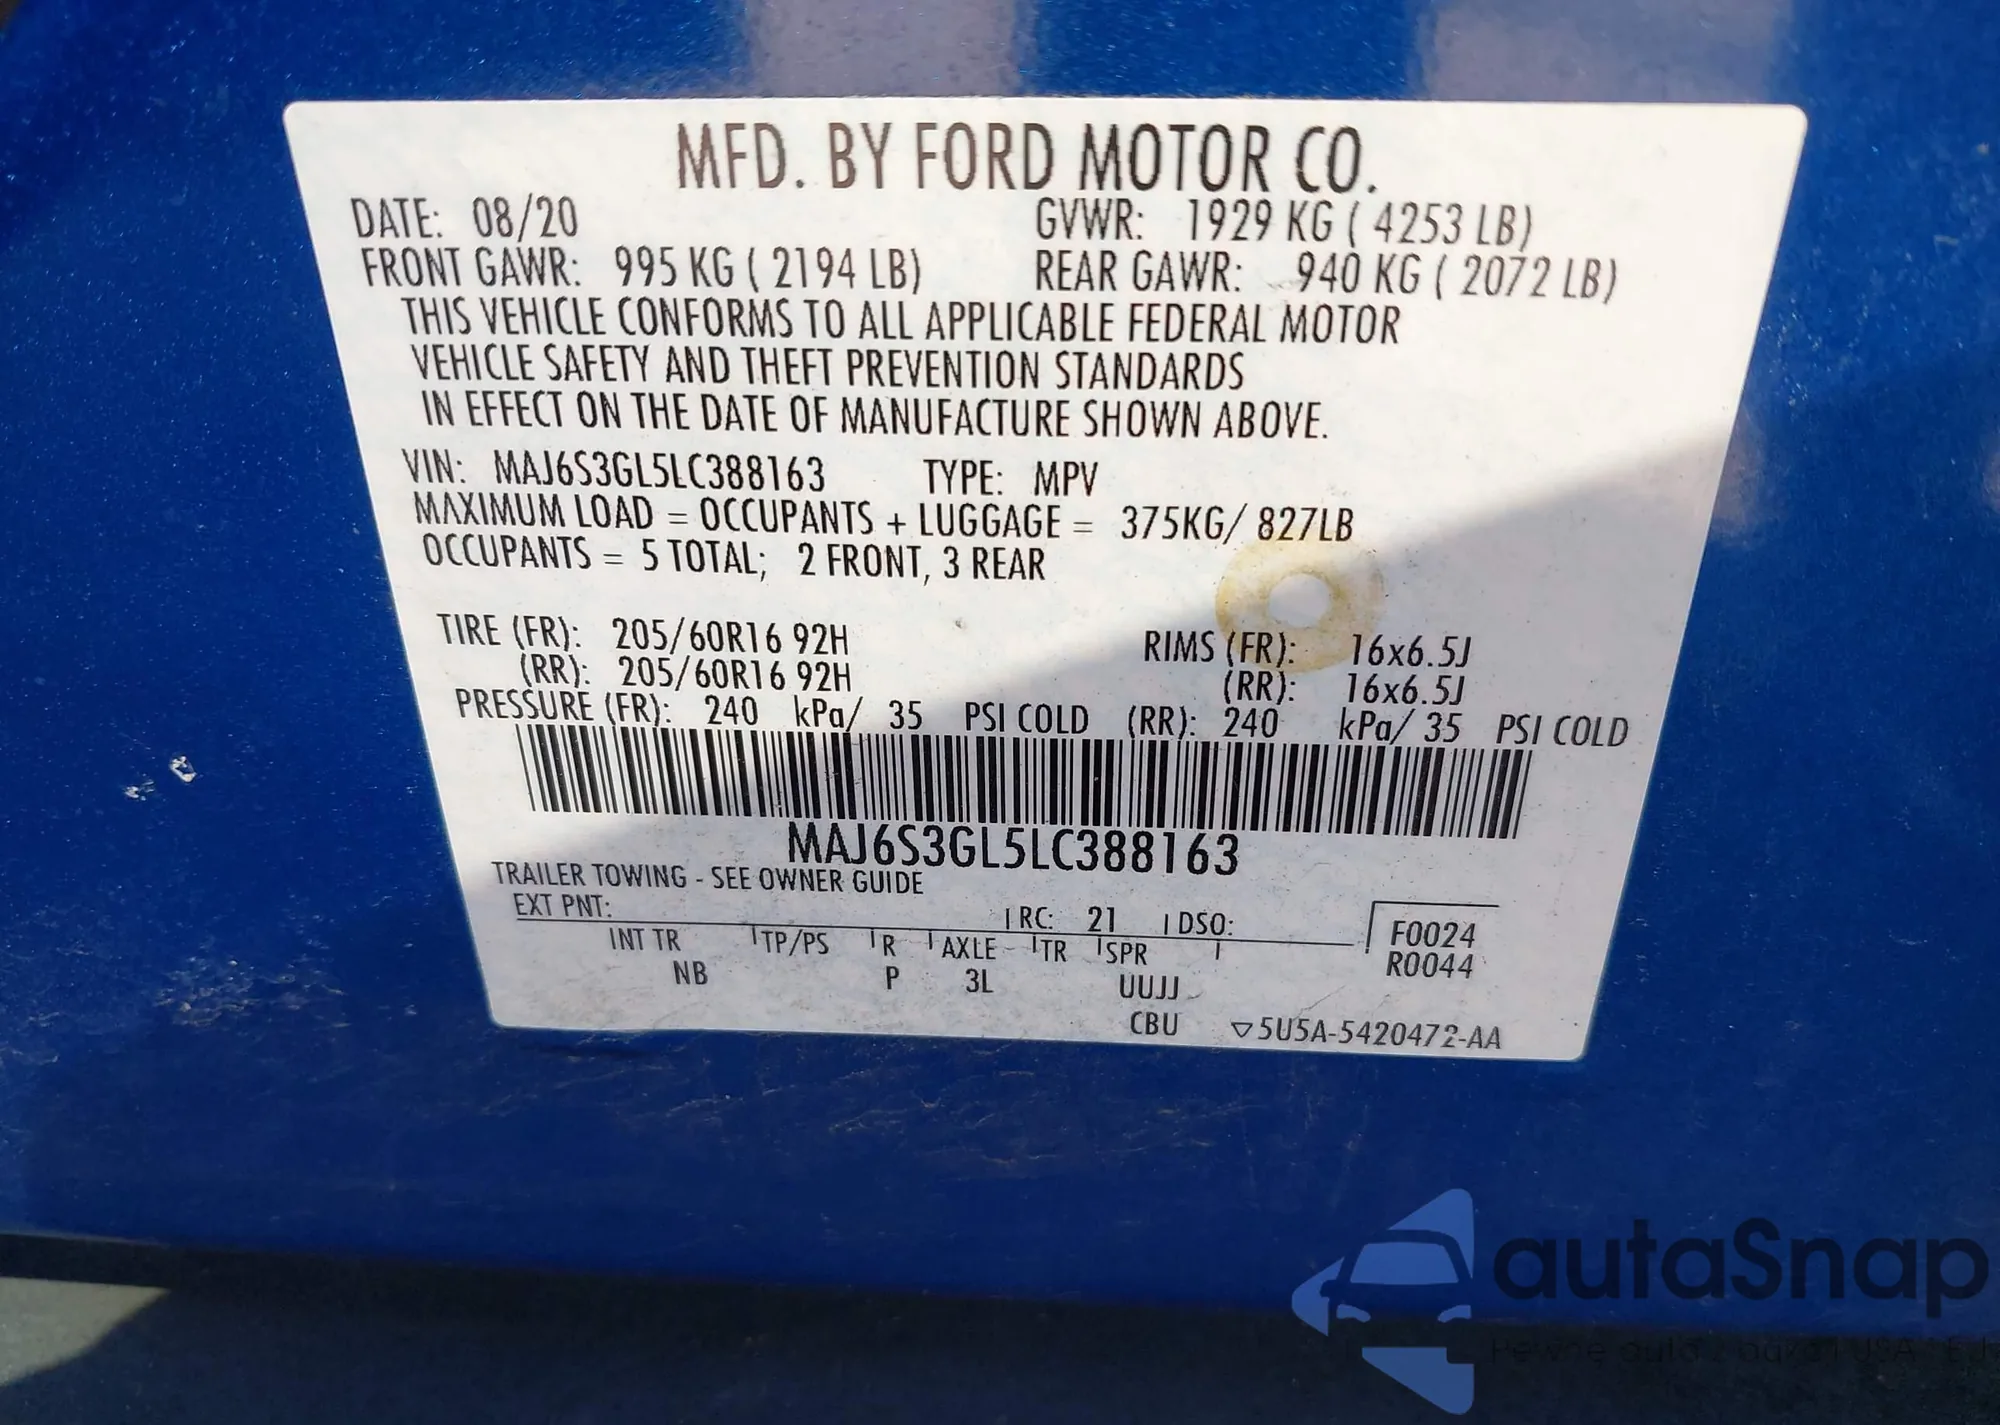 MFD. BY FORD MOTOR CO.
DATE: 08/20 GVWR: 1929 KG ( 4253 LB)
FRONT GAWR: 995 KG ( 2194 LB) REAR GAWR: 940 KG ( 2072 LB)
THIS VEHICLE CONFORMS TO ALL APPLICABLE FEDERAL MOTOR
VEHICLE SAFETY AND THEFT PREVENTION STANDARDS
IN EFFECT ON THE DATE OF MANUFACTURE SHOWN ABOVE.
VIN: MAJ6S3GL5LC388163 TYPE: MPV
MAXIMUM LOAD = OCCUPANTS + LUGGAGE = 375KG/ 827LB
OCCUPANTS = 5 TOTAL; 2 FRONT, 3 REAR
TIRE (FR): 205/60R16 92H RIMS (FR): 16x6.5J
(RR): 205/60R16 92H (RR): 16x6.5J
PRESSURE (FR): 240 kPa/ 35 PSI COLD (RR): 240 kPa/ 35 PSI COLD
MAJ6S3GL5LC388163
TRAILER TOWING - SEE OWNER GUIDE
EXT PNT: RC: 21 DSO: F0024
INT TR TP/PS R AXLE TR SPR R0044
NB P 3L UUJJ
CBU ▽5U5A-5420472-AA
autaSnap